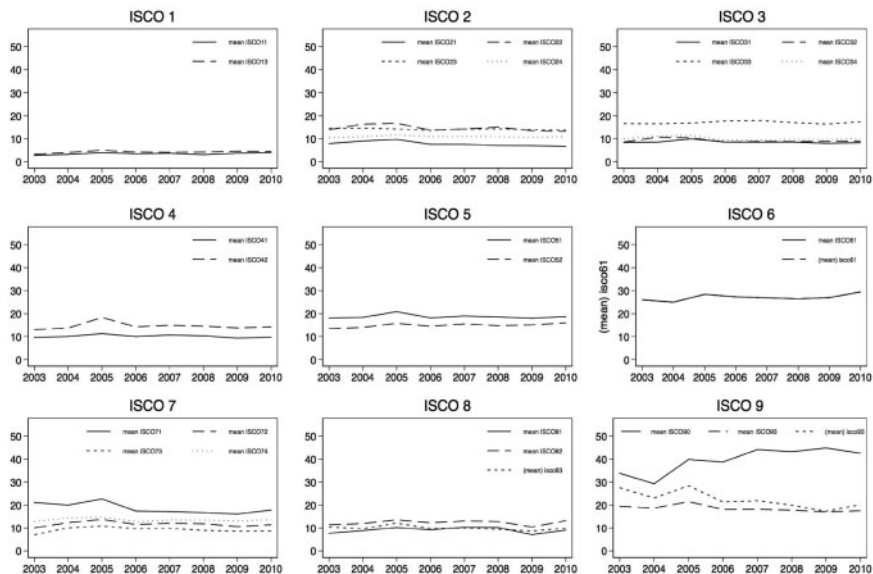 ISCO 1
mean ISCO11
mean ISCO13
50
40
30
20
10
0
2003 2004 2005 2006 2007 2008 2009 2010
ISCO 2
mean ISCO21 mean ISCO22
mean ISCO23 mean ISCO24
50
40
30
20
10
0
2003 2004 2005 2006 2007 2008 2009 2010
ISCO 3
mean ISCO31 mean ISCO32
mean ISCO33 mean ISCO34
50
40
30
20
10
0
2003 2004 2005 2006 2007 2008 2009 2010
ISCO 4
mean ISCO41
mean ISCO42
50
40
30
20
10
0
2003 2004 2005 2006 2007 2008 2009 2010
ISCO 5
mean ISCO51
mean ISCO52
50
40
30
20
10
0
2003 2004 2005 2006 2007 2008 2009 2010
ISCO 6
mean ISCO61
(mean) isco61
(mean) isco61
50
40
30
20
10
0
2003 2004 2005 2006 2007 2008 2009 2010
ISCO 7
mean ISCO71 mean ISCO72
mean ISCO73 mean ISCO74
50
40
30
20
10
0
2003 2004 2005 2006 2007 2008 2009 2010
ISCO 8
mean ISCO81
mean ISCO82
(mean) isco83
50
40
30
20
10
0
2003 2004 2005 2006 2007 2008 2009 2010
ISCO 9
mean ISCO90 mean ISCO93 (mean) isco93
50
40
30
20
10
0
2003 2004 2005 2006 2007 2008 2009 2010